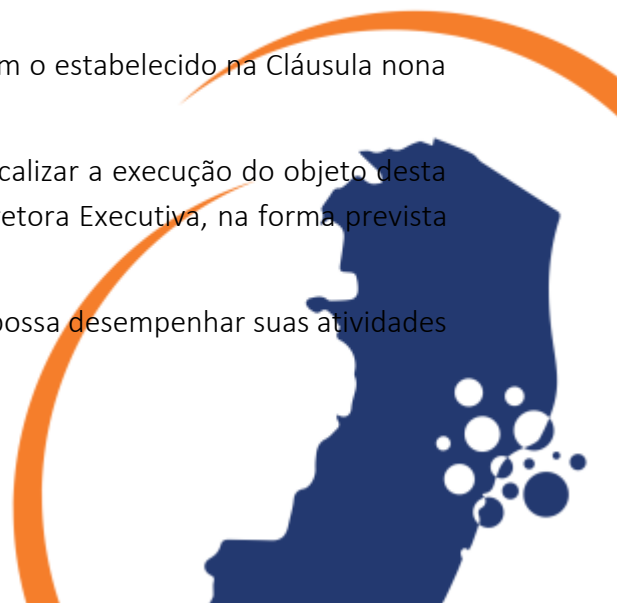 m o estabelecido na Cláusula nona
calizar a execução do objeto desta
etora Executiva, na forma prevista
possa desempenhar suas atividades